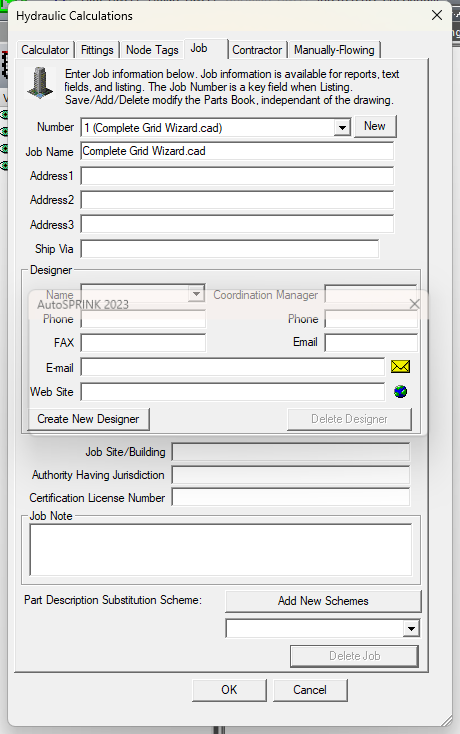 Hydraulic Calculations
Calculator Fittings Node Tags Job Contractor Manually-Flowing
Enter Job information below. Job information is available for reports, text
fields, and listing. The Job Number is a key field when Listing.
Save/Add/Delete modify the Parts Book, independant of the drawing.
Number 1 (Complete Grid Wizard.cad) New
Job Name Complete Grid Wizard.cad
Address1
Address2
Address3
Ship Via
Designer
Name Coordination Manager
AutoSPRINK 2023
Phone Phone
FAX Email
E-mail
Web Site
Create New Designer Delete Designer
Job Site/Building
Authority Having Jurisdiction
Certification License Number
Job Note
Part Description Substitution Scheme: Add New Schemes
Delete Job
OK Cancel